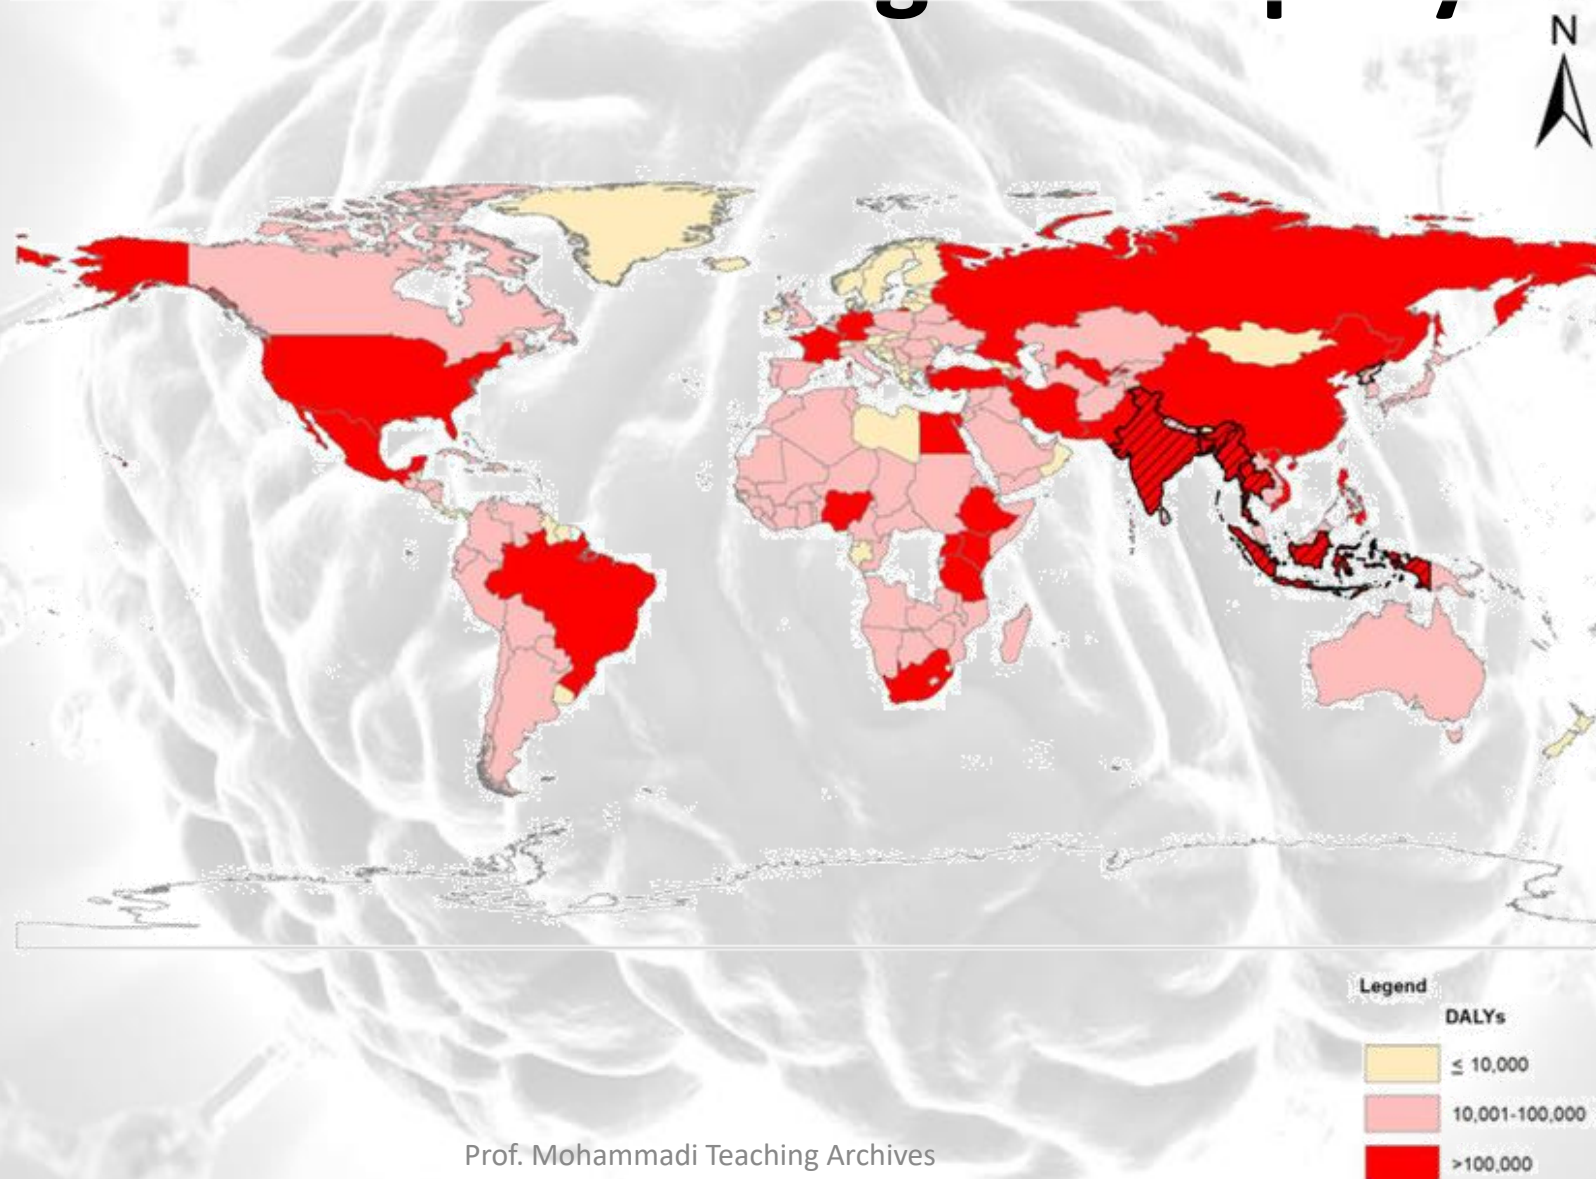 N
Legend
DALYs
≤ 10,000
10,001-100,000
>100,000
Prof. Mohammadi Teaching Archives